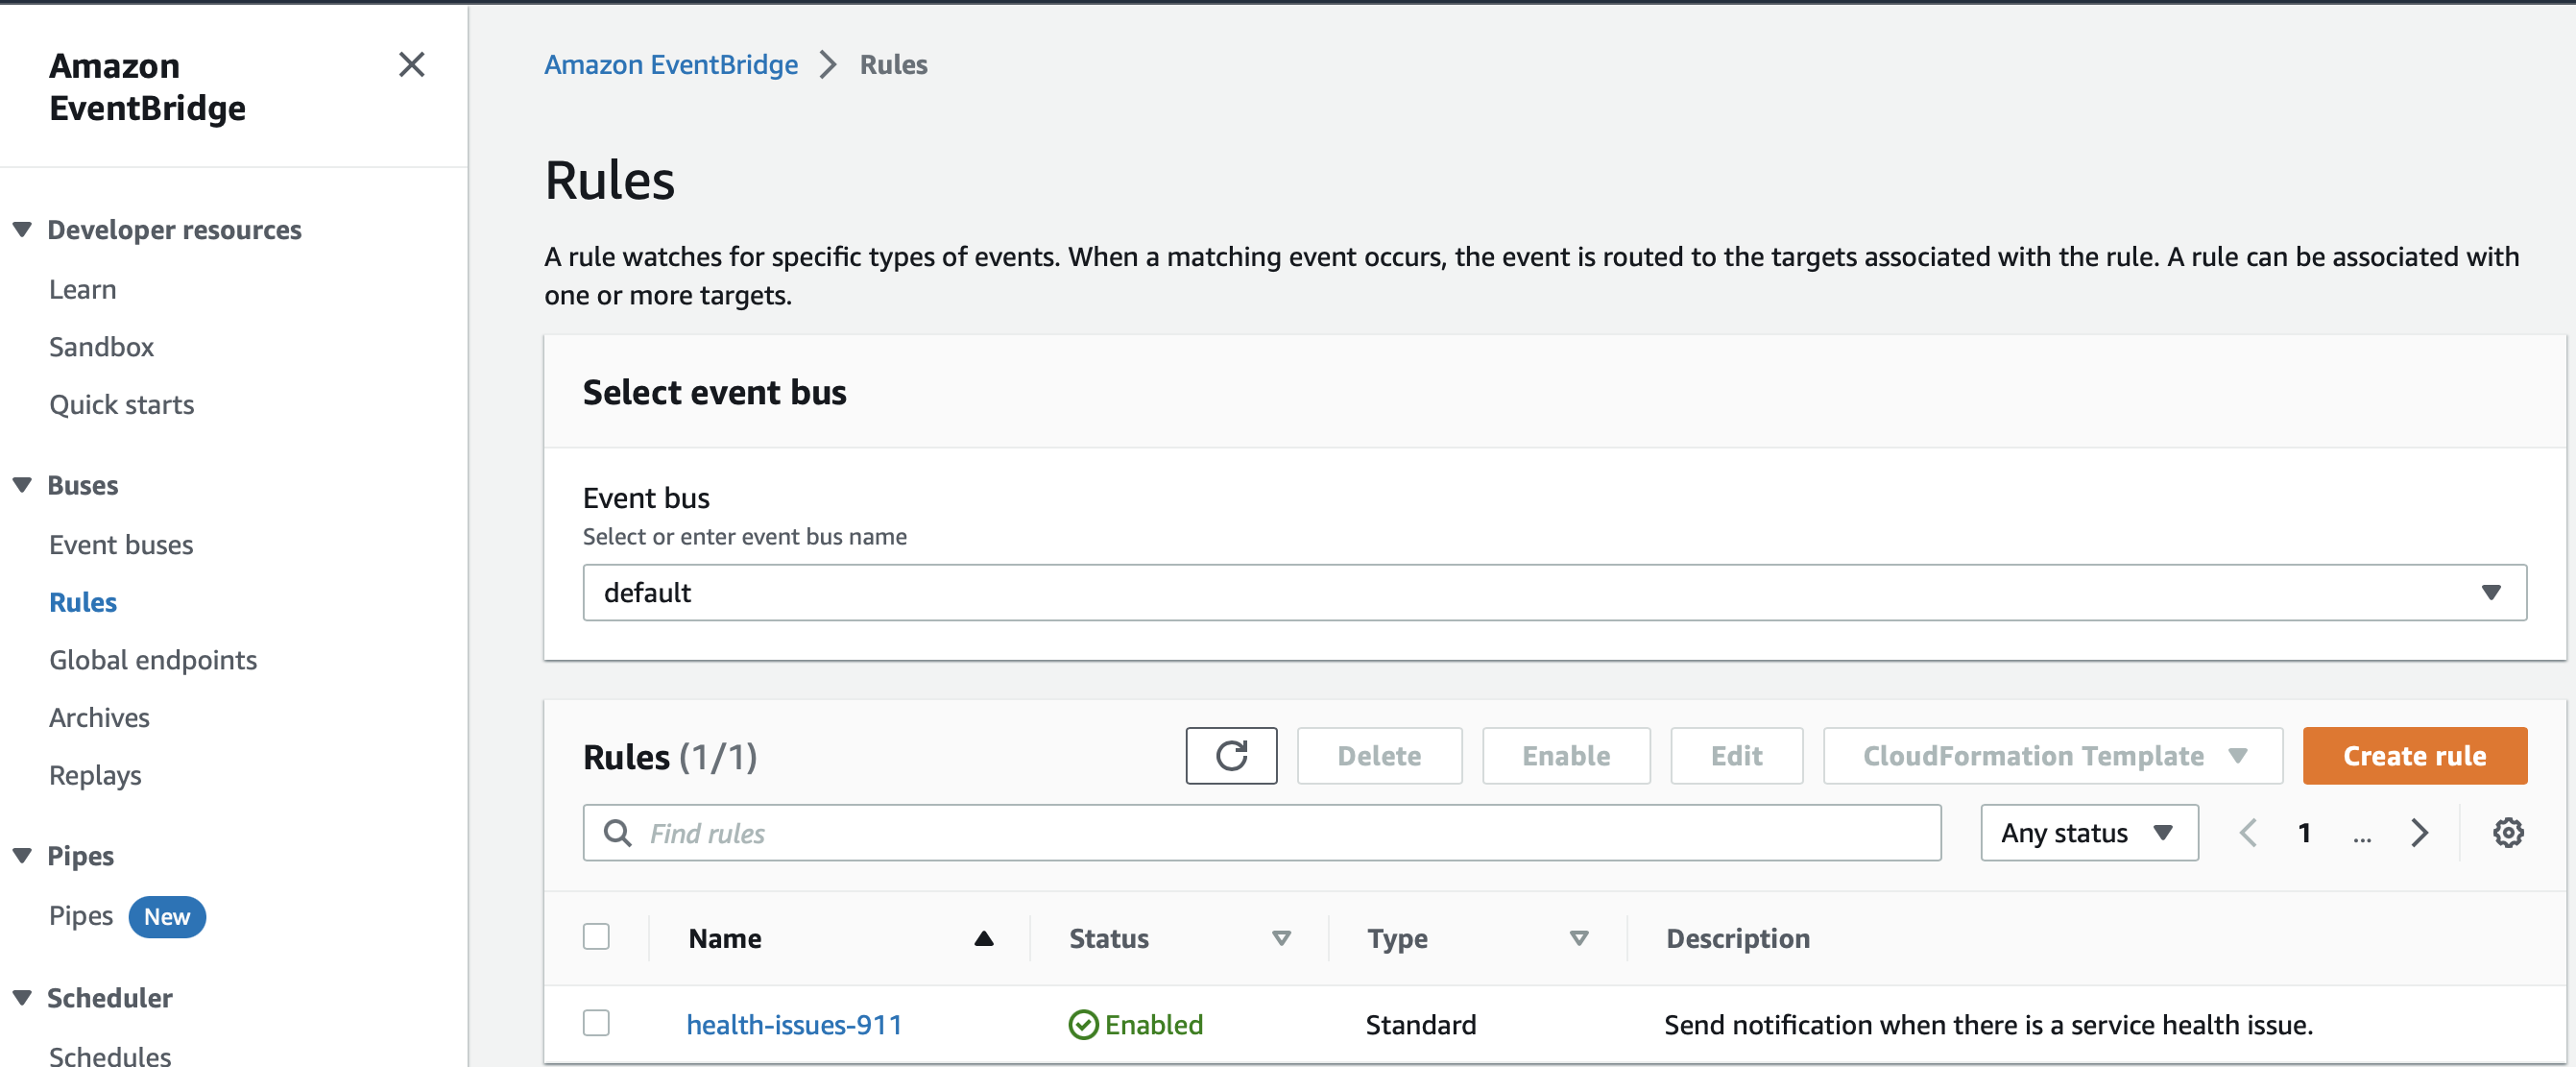 Amazon
EventBridge
Developer resources
Learn
Sandbox
Quick starts
Buses
Event buses
Rules
Global endpoints
Archives
Replays
Pipes
Pipes New
Scheduler
Schedules
Amazon EventBridge > Rules
Rules
A rule watches for specific types of events. When a matching event occurs, the event is routed to the targets associated with the rule. A rule can be associated with
one or more targets.
Select event bus
Event bus
Select or enter event bus name
default
Rules (1/1) Delete Enable Edit CloudFormation Template Create rule
Find rules Any status 1 ...
Name Status Type Description
health-issues-911 Enabled Standard Send notification when there is a service health issue.